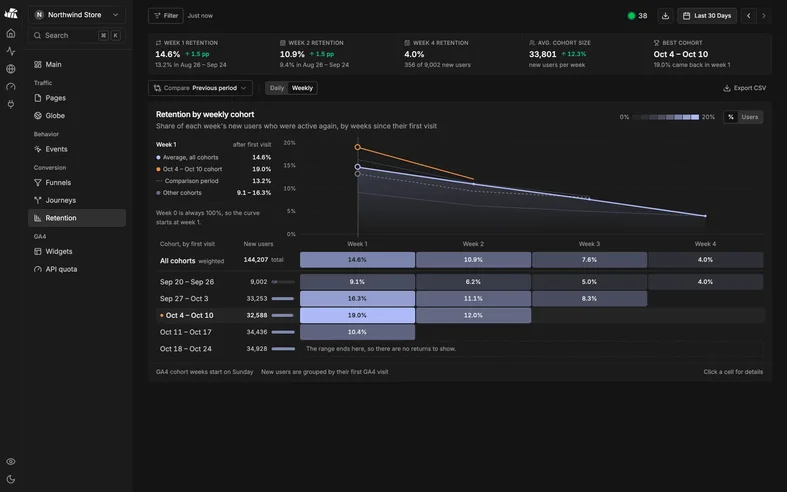 N Northwind Store
Search ⌘ K
Main
Traffic
Pages
Globe
Behavior
Events
Conversion
Funnels
Journeys
Retention
GA4
Widgets
API quota
Filter Just now
38 Last 30 Days
WEEK 1 RETENTION
14.6% ↑ 1.5 pp
13.2% in Aug 26 – Sep 24
WEEK 2 RETENTION
10.9% ↑ 1.5 pp
9.4% in Aug 26 – Sep 24
WEEK 4 RETENTION
4.0%
356 of 9,002 new users
AVG. COHORT SIZE
33,801 ↑ 12.3%
new users per week
BEST COHORT
Oct 4 – Oct 10
19.0% came back in week 1
Compare Previous period Daily Weekly Export CSV
Retention by weekly cohort
Share of each week's new users who were active again, by weeks since their first visit
0% 20% % Users
Week 1 after first visit
Average, all cohorts 14.6%
Oct 4 – Oct 10 cohort 19.0%
Comparison period 13.2%
Other cohorts 9.1 – 16.3%
Week 0 is always 100%, so the curve
starts at week 1.
20%
15%
10%
5%
0%
Cohort, by first visit New users Week 1 Week 2 Week 3 Week 4
All cohorts weighted 144,207 total 14.6% 10.9% 7.6% 4.0%
Sep 20 – Sep 26 9,002 9.1% 6.2% 5.0% 4.0%
Sep 27 – Oct 3 33,253 16.3% 11.1% 8.3%
Oct 4 – Oct 10 32,588 19.0% 12.0%
Oct 11 – Oct 17 34,436 10.4%
Oct 18 – Oct 24 34,928 The range ends here, so there are no returns to show.
GA4 cohort weeks start on Sunday New users are grouped by their first GA4 visit Click a cell for details